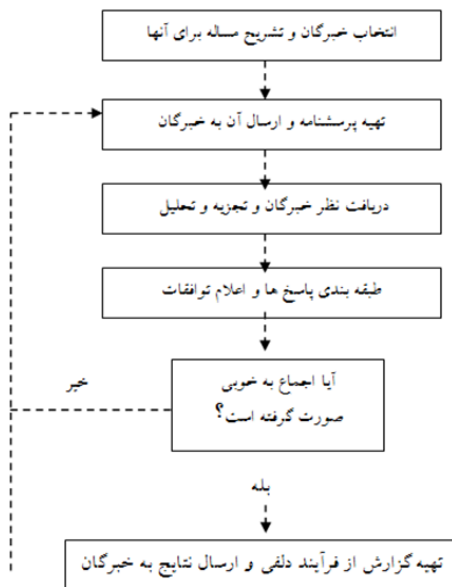 انتخاب خبرگان و تشریح مساله برای آنها
تهیه پرسشنامه و ارسال آن به خبرگان
دریافت نظر خبرگان و تجزیه و تحلیل
طبقه بندی پاسخ ها و اعلام توافقات
آیا اجماع به خوبی
صورت گرفته است؟
خیر
بله
تهیه گزارش از فرآیند دلفی و ارسال نتایج به خبرگان